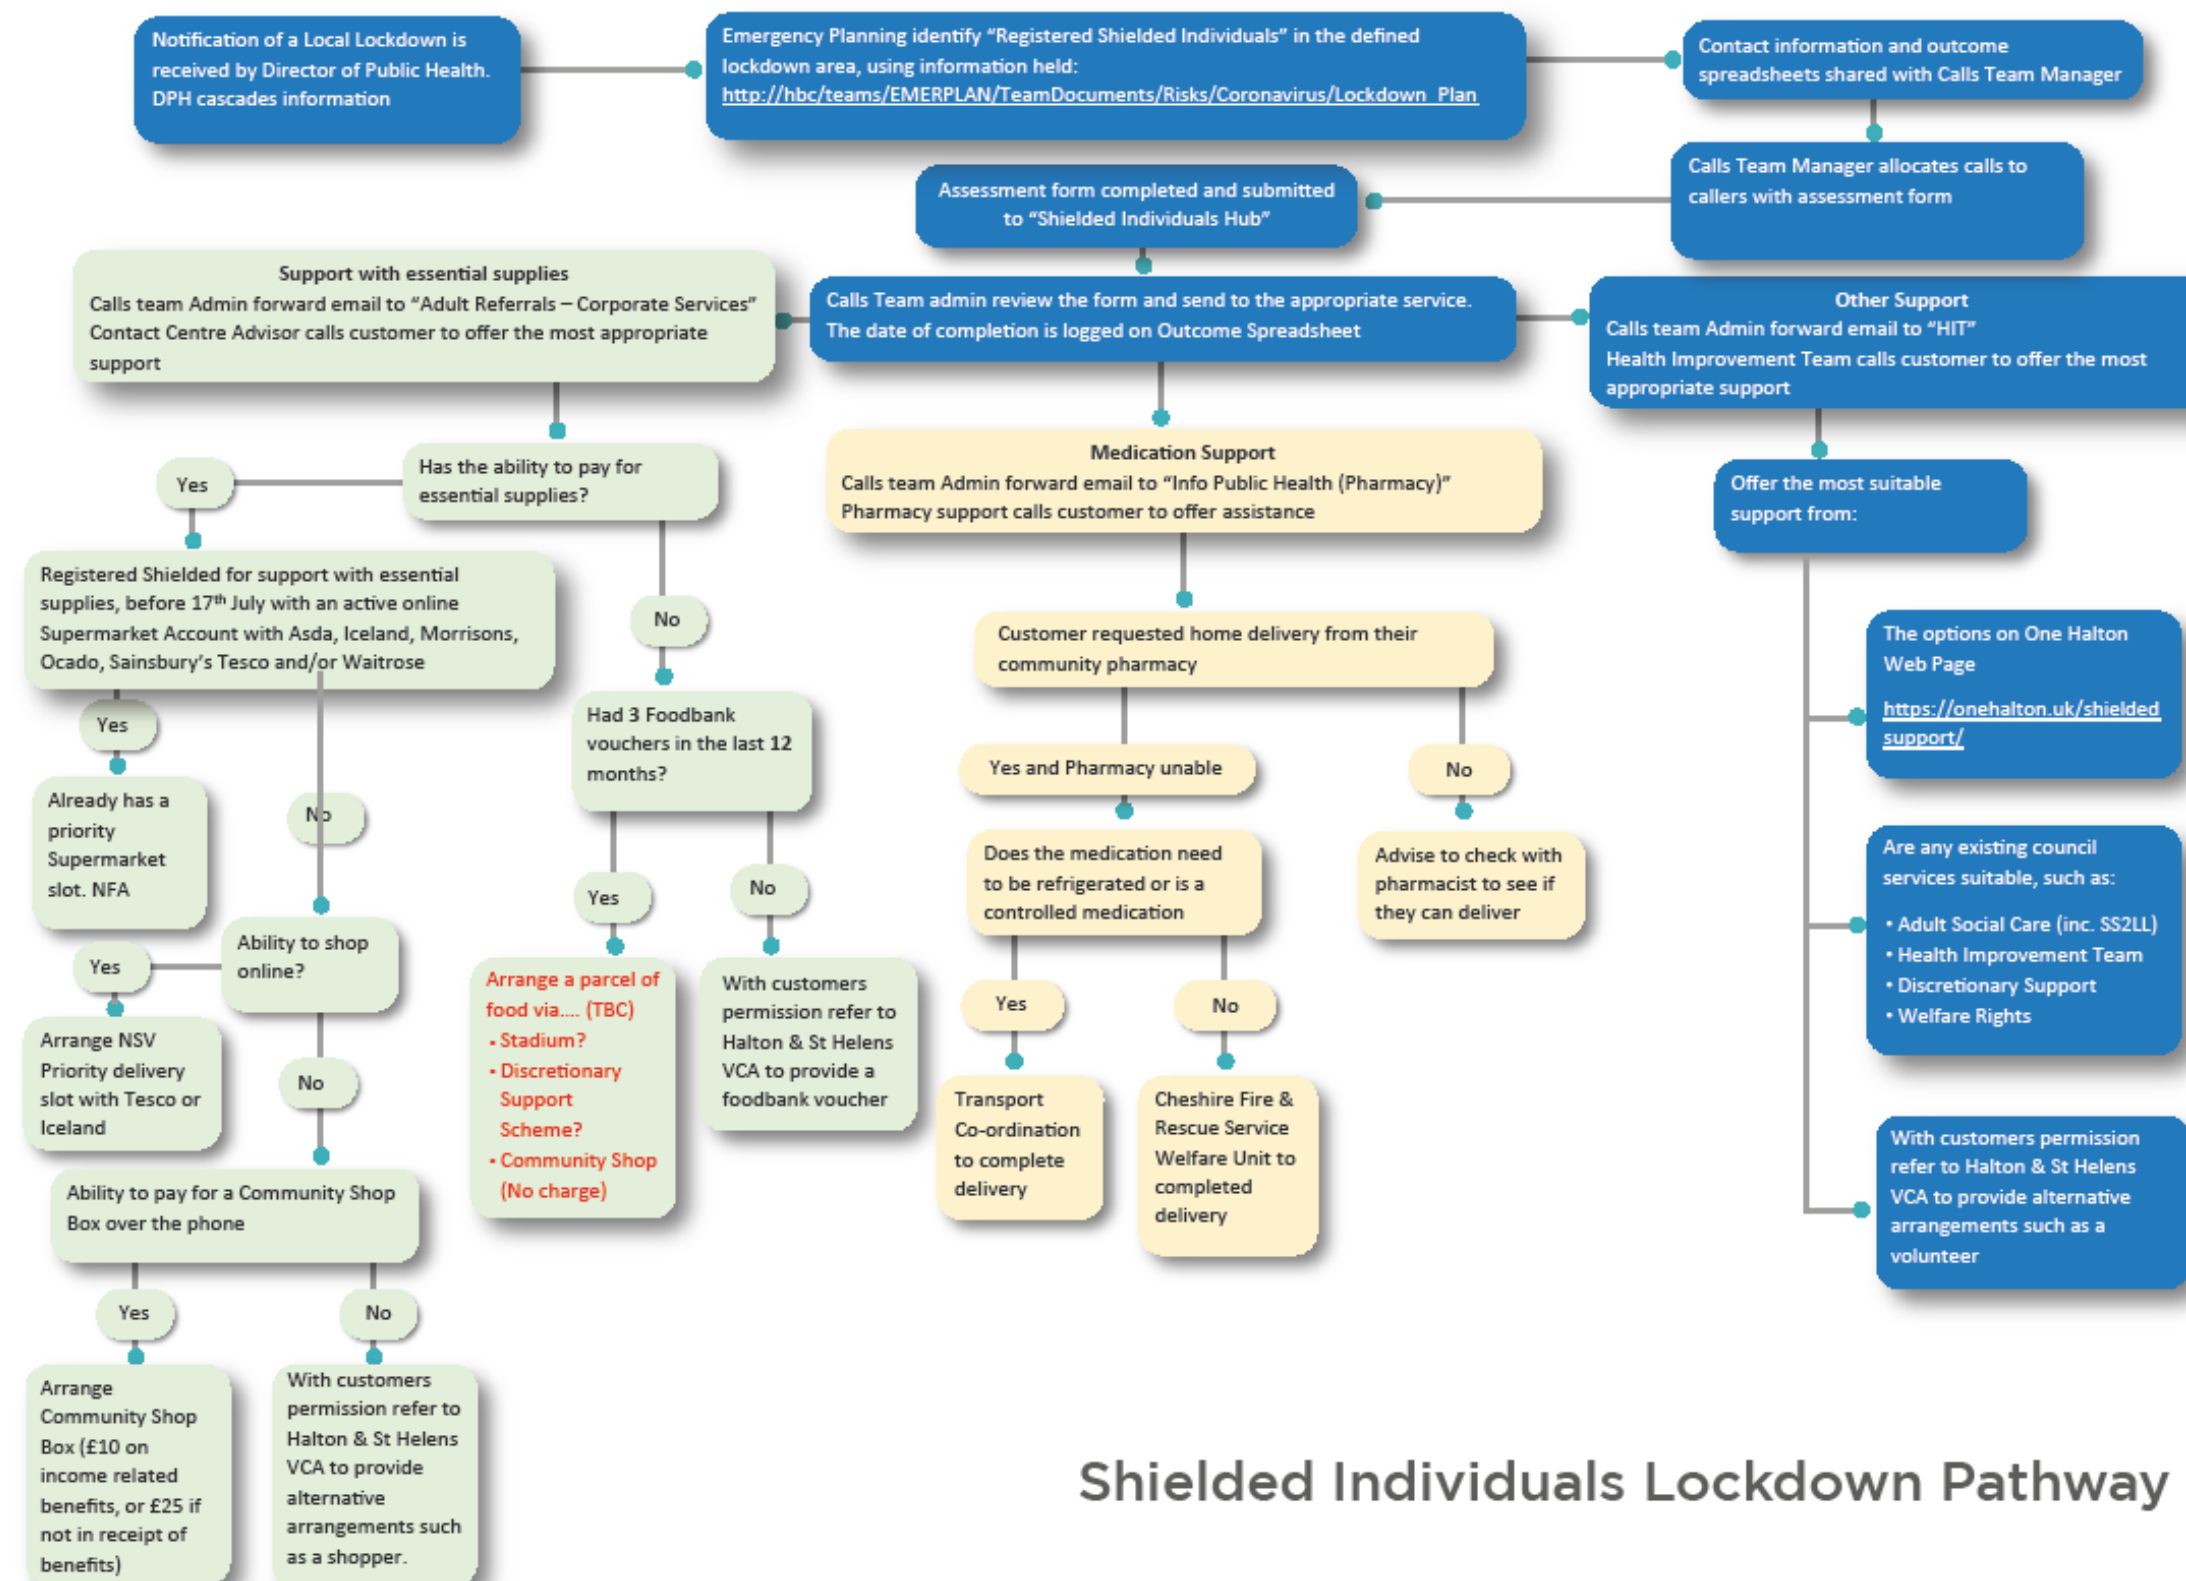 Notification of a Local Lockdown is
received by Director of Public Health.
DPH cascades information
Emergency Planning identify “Registered Shielded Individuals” in the defined
lockdown area, using information held:
http://hbc/teams/EMERPLAN/TeamDocuments/Risks/Coronavirus/Lockdown_Plan
Contact information and outcome
spreadsheets shared with Calls Team Manager
Calls Team Manager allocates calls to
callers with assessment form
Assessment form completed and submitted
to “Shielded Individuals Hub”
Calls Team admin review the form and send to the appropriate service.
The date of completion is logged on Outcome Spreadsheet
Support with essential supplies
Calls team Admin forward email to “Adult Referrals – Corporate Services”
Contact Centre Advisor calls customer to offer the most appropriate
support
Has the ability to pay for
essential supplies?
Yes
Registered Shielded for support with essential
supplies, before 17th July with an active online
Supermarket Account with Asda, Iceland, Morrisons,
Ocado, Sainsbury’s Tesco and/or Waitrose
Yes
Already has a
priority
Supermarket
slot. NFA
No
Ability to shop
online?
Yes
Arrange NSV
Priority delivery
slot with Tesco or
Iceland
No
Ability to pay for a Community Shop
Box over the phone
Yes
Arrange
Community Shop
Box (£10 on
income related
benefits, or £25 if
not in receipt of
benefits)
No
With customers
permission refer to
Halton & St Helens
VCA to provide
alternative
arrangements such
as a shopper.
No
Had 3 Foodbank
vouchers in the last 12
months?
Yes
Arrange a parcel of
food via.... (TBC)
• Stadium?
• Discretionary
Support
Scheme?
• Community Shop
(No charge)
No
With customers
permission refer to
Halton & St Helens
VCA to provide a
foodbank voucher
Medication Support
Calls team Admin forward email to “Info Public Health (Pharmacy)”
Pharmacy support calls customer to offer assistance
Customer requested home delivery from their
community pharmacy
Yes and Pharmacy unable
Does the medication need
to be refrigerated or is a
controlled medication
Yes
Transport
Co-ordination
to complete
delivery
No
Cheshire Fire &
Rescue Service
Welfare Unit to
completed
delivery
No
Advise to check with
pharmacist to see if
they can deliver
Other Support
Calls team Admin forward email to “HIT”
Health Improvement Team calls customer to offer the most
appropriate support
Offer the most suitable
support from:
The options on One Halton
Web Page
https://onehalton.uk/shielded
support/
Are any existing council
services suitable, such as:
• Adult Social Care (inc. SS2LL)
• Health Improvement Team
• Discretionary Support
• Welfare Rights
With customers permission
refer to Halton & St Helens
VCA to provide alternative
arrangements such as a
volunteer
Shielded Individuals Lockdown Pathway